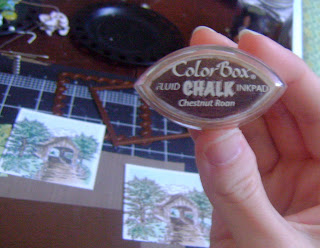 ColorBox®
FLUID CHALK INKPAD
Chestnut Roan